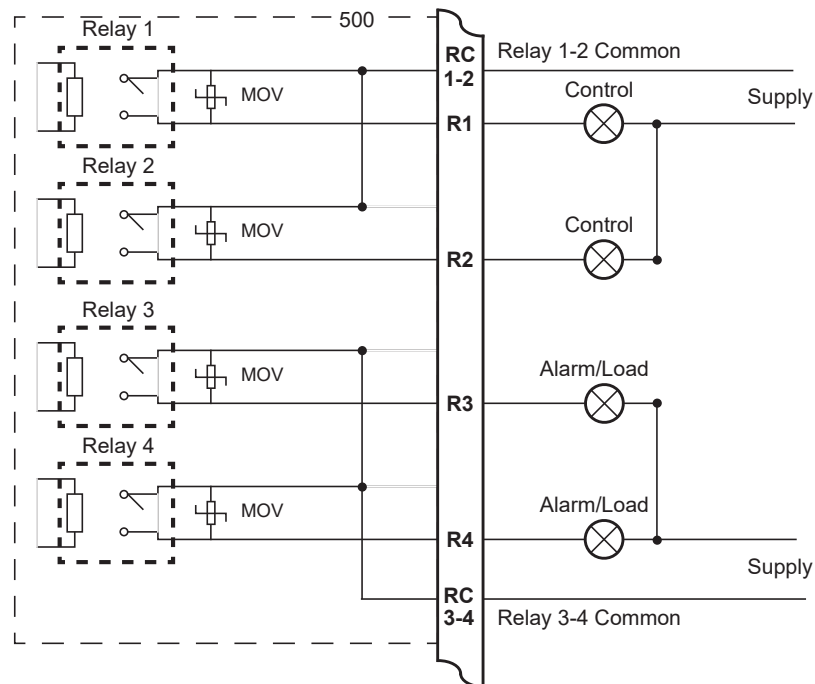 500
Relay 1
MOV
RC
1-2
Relay 1-2 Common
Control
Supply
R1
Relay 2
MOV
Control
R2
Relay 3
MOV
Alarm/Load
R3
Relay 4
MOV
Alarm/Load
R4
Supply
RC
3-4
Relay 3-4 Common